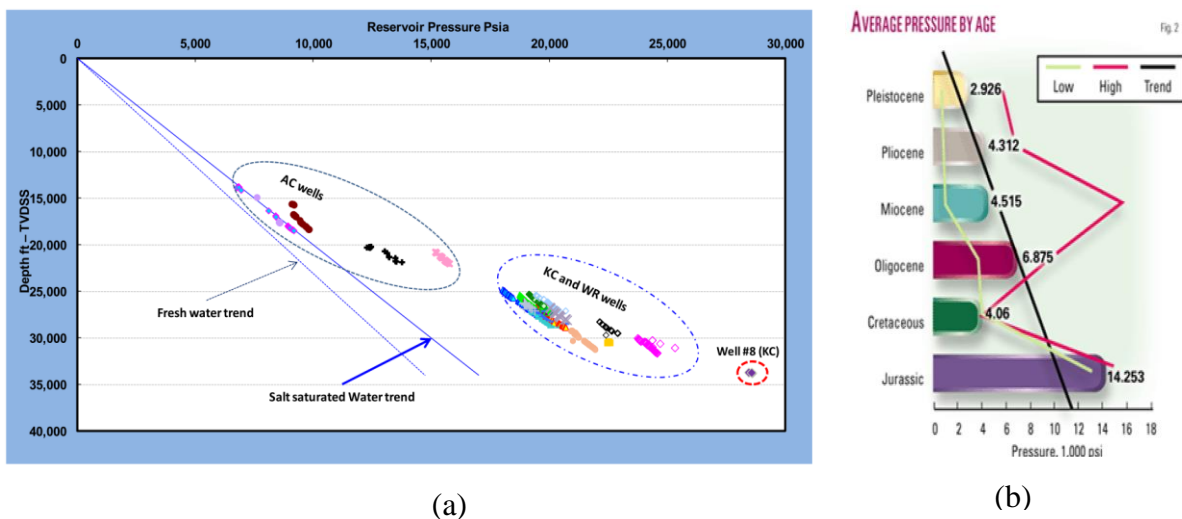 Reservoir Pressure Psia
0 5,000 10,000 15,000 20,000 25,000 30,000
0
5,000
10,000
15,000
20,000
25,000
30,000
35,000
40,000
Depth ft – TVDSS
AC wells
KC and WR wells
Fresh water trend
Well #8 (KC)
Salt saturated Water trend
(a)
AVERAGE PRESSURE BY AGE
Fig. 2
Low High Trend
Pleistocene 2.926
Pliocene 4.312
Miocene 4.515
Oligocene 6.875
Cretaceous 4.06
Jurassic 14.253
0 2 4 6 8 10 12 14 16 18
Pressure, 1,000 psi
(b)